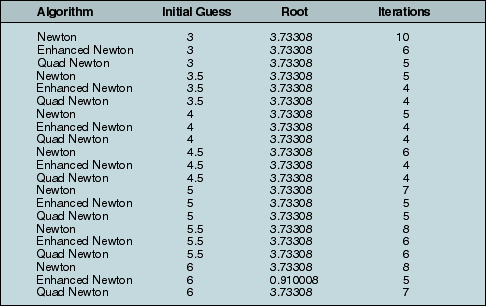 Algorithm Initial Guess Root Iterations
Newton 3 3.73308 10
Enhanced Newton 3 3.73308 6
Quad Newton 3 3.73308 5
Newton 3.5 3.73308 5
Enhanced Newton 3.5 3.73308 4
Quad Newton 3.5 3.73308 4
Newton 4 3.73308 5
Enhanced Newton 4 3.73308 4
Quad Newton 4 3.73308 4
Newton 4.5 3.73308 6
Enhanced Newton 4.5 3.73308 4
Quad Newton 4.5 3.73308 4
Newton 5 3.73308 7
Enhanced Newton 5 3.73308 5
Quad Newton 5 3.73308 5
Newton 5.5 3.73308 8
Enhanced Newton 5.5 3.73308 6
Quad Newton 5.5 3.73308 6
Newton 6 3.73308 8
Enhanced Newton 6 0.910008 5
Quad Newton 6 3.73308 7